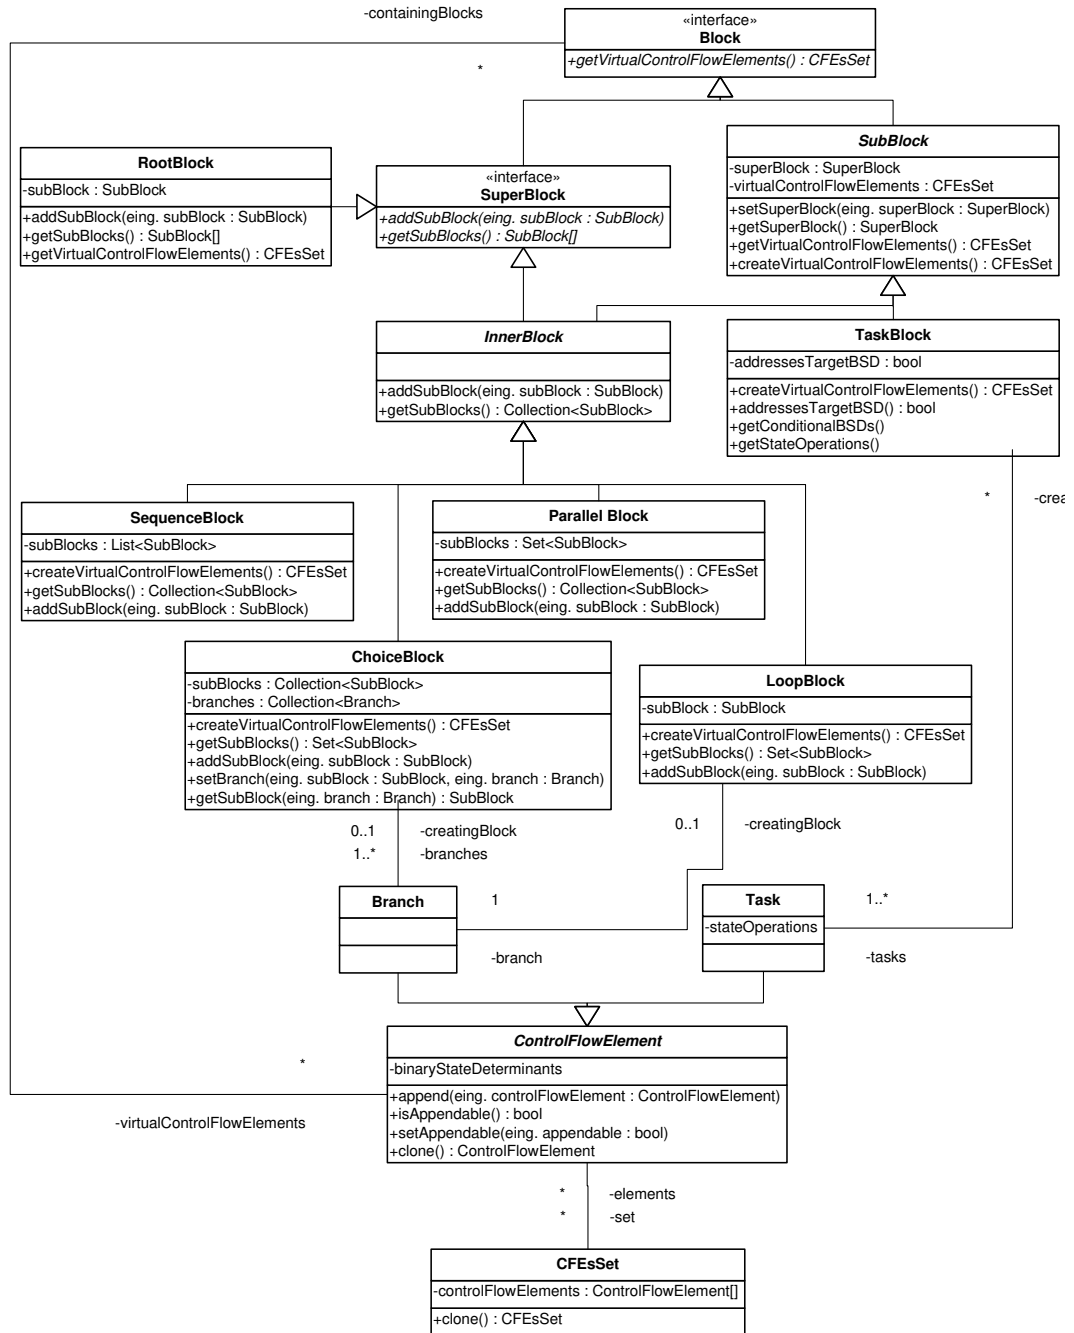 -containingBlocks
«interface»
Block
+getVirtualControlFlowElements() : CFEsSet
*
RootBlock
-subBlock : SubBlock
+addSubBlock(eing. subBlock : SubBlock)
+getSubBlocks() : SubBlock[]
+getVirtualControlFlowElements() : CFEsSet
«interface»
SuperBlock
+addSubBlock(eing. subBlock : SubBlock)
+getSubBlocks() : SubBlock[]
SubBlock
-superBlock : SuperBlock
-virtualControlFlowElements : CFEsSet
+setSuperBlock(eing. superBlock : SuperBlock)
+getSuperBlock() : SuperBlock
+getVirtualControlFlowElements() : CFEsSet
+createVirtualControlFlowElements() : CFEsSet
InnerBlock
+addSubBlock(eing. subBlock : SubBlock)
+getSubBlocks() : Collection<SubBlock>
TaskBlock
-addressesTargetBSD : bool
+createVirtualControlFlowElements() : CFEsSet
+addressesTargetBSD() : bool
+getConditionalBSDs()
+getStateOperations()
*
SequenceBlock
-subBlocks : List<SubBlock>
+createVirtualControlFlowElements() : CFEsSet
+getSubBlocks() : Collection<SubBlock>
+addSubBlock(eing. subBlock : SubBlock)
Parallel Block
-subBlocks : Set<SubBlock>
+createVirtualControlFlowElements() : CFEsSet
+getSubBlocks() : Collection<SubBlock>
+addSubBlock(eing. subBlock : SubBlock)
ChoiceBlock
-subBlocks : Collection<SubBlock>
-branches : Collection<Branch>
+createVirtualControlFlowElements() : CFEsSet
+getSubBlocks() : Set<SubBlock>
+addSubBlock(eing. subBlock : SubBlock)
+setBranch(eing. subBlock : SubBlock, eing. branch : Branch)
+getSubBlock(eing. branch : Branch) : SubBlock
LoopBlock
-subBlock : SubBlock
+createVirtualControlFlowElements() : CFEsSet
+getSubBlocks() : Set<SubBlock>
+addSubBlock(eing. subBlock : SubBlock)
0..1 -creatingBlock
1..* -branches
0..1 -creatingBlock
Branch
1
-branch
Task
-stateOperations
1..*
-tasks
ControlFlowElement
-binaryStateDeterminants
+append(eing. controlFlowElement : ControlFlowElement)
+isAppendable() : bool
+setAppendable(eing. appendable : bool)
+clone() : ControlFlowElement
*
-virtualControlFlowElements
* -elements
* -set
CFEsSet
-controlFlowElements : ControlFlowElement[]
+clone() : CFEsSet